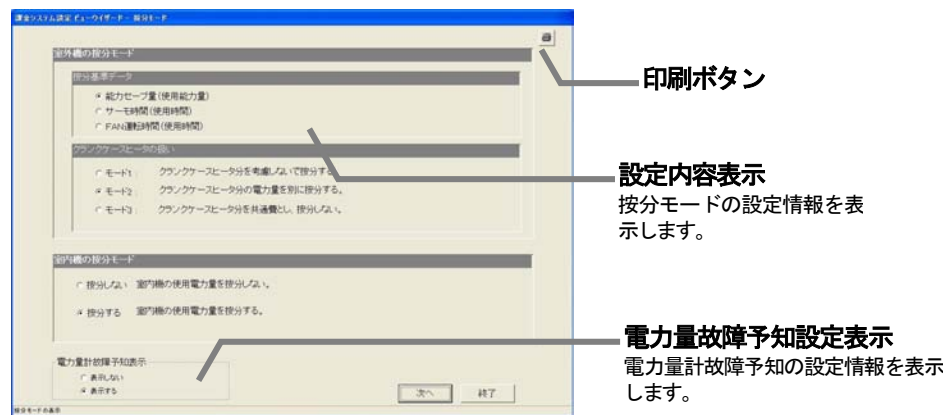 課金システム設定 ビューウイザード - 按分モード
室外機の按分モード
按分基準データ
能力セーブ量(使用能力量)
サーモ時間(使用時間)
FAN運転時間(使用時間)
クランクケースヒータの扱い
モード1: クランクケースヒータ分を考慮しないで按分する。
モード2: クランクケースヒータ分の電力量を別に按分する。
モード3: クランクケースヒータ分を共通費とし、按分しない。
室内機の按分モード
按分しない 室内機の使用電力量を按分しない。
按分する 室内機の使用電力量を按分する。
電力量計故障予知表示
表示しない
表示する
次へ 終了
按分モードの表示
印刷ボタン
設定内容表示
按分モードの設定情報を表
示します。
電力量故障予知設定表示
電力量計故障予知の設定情報を表示
します。